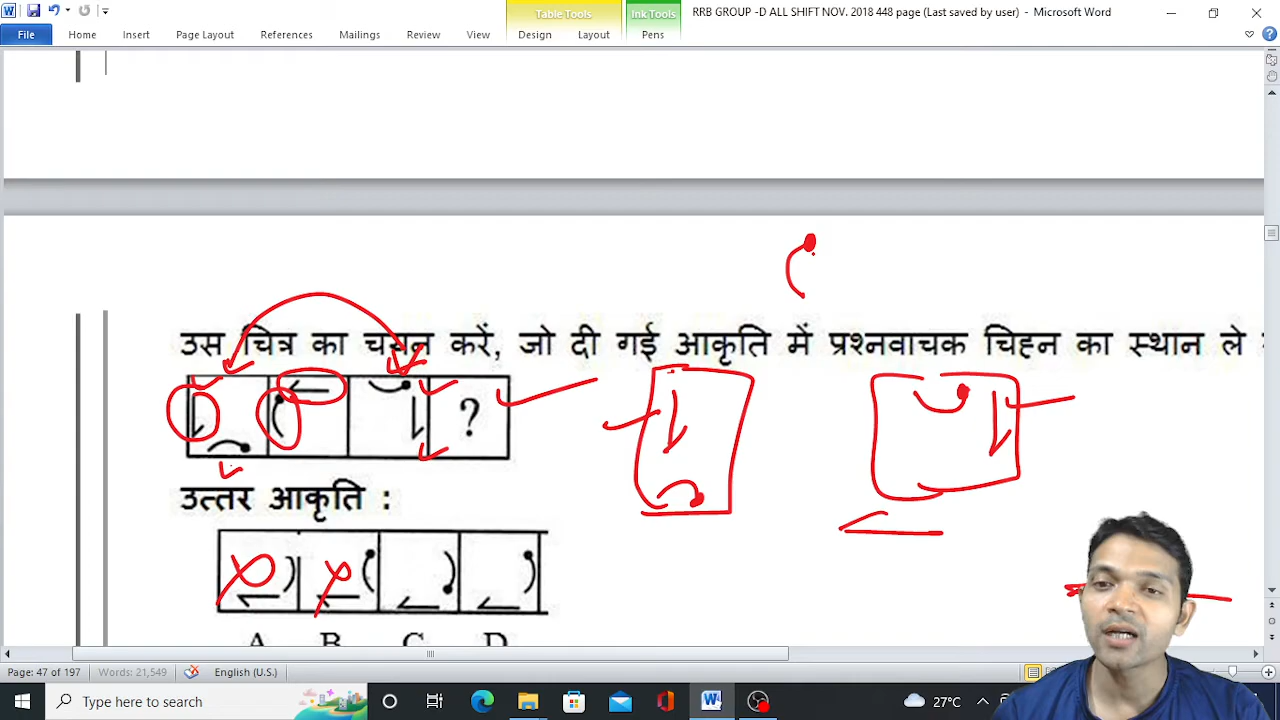 Table Tools
Ink Tools
RRB GROUP -D ALL SHIFT NOV. 2018 448 page (Last saved by user) - Microsoft Word
File
Home
Insert
Page Layout
References
Mailings
Review
View
Design
Layout
Pens
उस चित्र का चयन करें, जो दी गई आकृति में प्रश्नवाचक चिह्न का स्थान ले
?
उत्तर आकृति :
A B C D
Page: 47 of 197
Words: 21,549
English (U.S.)
Type here to search
27°C